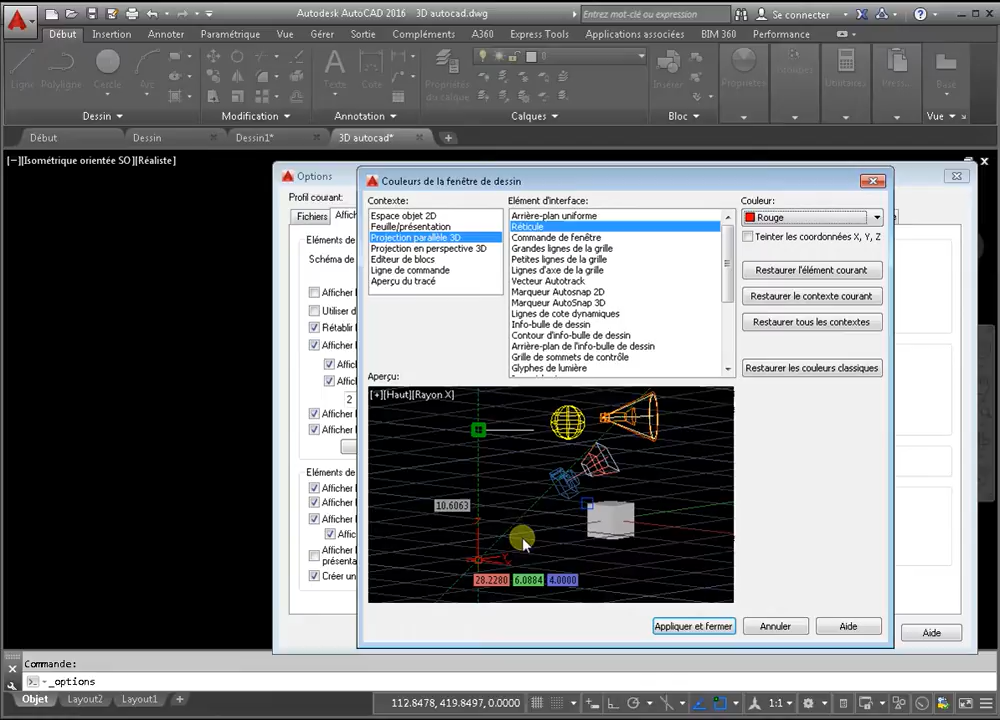 Autodesk AutoCAD 2016 3D autocad.dwg
Entrez mot-clé ou expression
Se connecter
Début Insertion Annoter Paramétrique Vue Gérer Sortie Compléments A360 Express Tools Applications associées BIM 360 Performance
Ligne Polyligne Cercle Arc
Texte Cote
Propriétés du calque
Insérer
Propriétés
Groupes
Utilitaires
Base
Dessin Modification Annotation Calques Bloc Vue
Début Dessin Dessin1* 3D autocad*
[−][Isométrique orientée SO][Réaliste]
Options
Profil courant:
Fichiers
Eléments de
Schéma de
Afficher
Utiliser d
Rétablir
Afficher
Affic
Affic
2
Afficher
Afficher
Eléments de
Afficher
Afficher
Afficher
Affic
Afficher
présenta
Créer un
Aide
Couleurs de la fenêtre de dessin
Contexte:
Espace objet 2D
Feuille/présentation
Projection parallèle 3D
Projection en perspective 3D
Editeur de blocs
Ligne de commande
Aperçu du tracé
Elément d'interface:
Arrière-plan uniforme
Réticule
Commande de fenêtre
Grandes lignes de la grille
Petites lignes de la grille
Lignes d'axe de la grille
Vecteur Autotrack
Marqueur Autosnap 2D
Marqueur AutoSnap 3D
Lignes de cote dynamiques
Info-bulle de dessin
Contour d'info-bulle de dessin
Arrière-plan de l'info-bulle de dessin
Grille de sommets de contrôle
Glyphes de lumière
Couleur:
Rouge
Teinter les coordonnées X, Y, Z
Restaurer l'élément courant
Restaurer le contexte courant
Restaurer tous les contextes
Restaurer les couleurs classiques
Aperçu:
[+][Haut][Rayon X]
10.6063
28.2280 6.0884 4.0000
Appliquer et fermer Annuler Aide
Commande:
_options
Objet Layout2 Layout1 +
112.8478, 419.8497, 0.0000
1:1